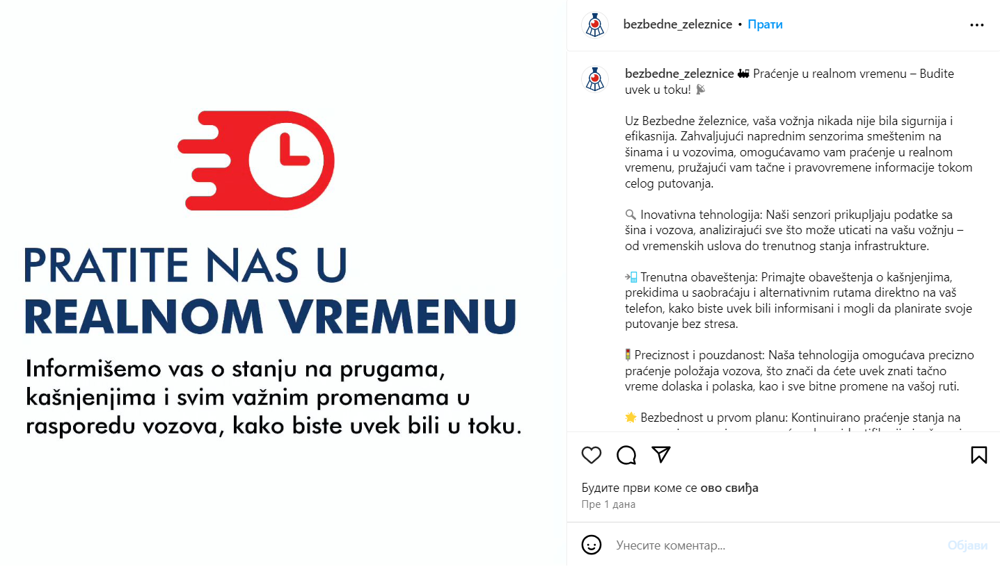 PRATITE NAS U
REALNOM VREMENU
Informišemo vas o stanju na prugama,
kašnjenjima i svim važnim promenama u
rasporedu vozova, kako biste uvek bili u toku.
bezbedne_zeleznice • Прати
bezbedne_zeleznice 🚂 Praćenje u realnom vremenu – Budite
uvek u toku! 📡
Uz Bezbedne železnice, vaša vožnja nikada nije bila sigurnija i
efikasnija. Zahvaljujući naprednim senzorima smeštenim na
šinama i u vozovima, omogućavamo vam praćenje u realnom
vremenu, pružajući vam tačne i pravovremene informacije tokom
celog putovanja.
🔍 Inovativna tehnologija: Naši senzori prikupljaju podatke sa
šina i vozova, analizirajući sve što može uticati na vašu vožnju –
od vremenskih uslova do trenutnog stanja infrastrukture.
📲 Trenutna obaveštenja: Primajte obaveštenja o kašnjenjima,
prekidima u saobraćaju i alternativnim rutama direktno na vaš
telefon, kako biste uvek bili informisani i mogli da planirate svoje
putovanje bez stresa.
🚦Preciznost i pouzdanost: Naša tehnologija omogućava precizno
praćenje položaja vozova, što znači da ćete uvek znati tačno
vreme dolaska i polaska, kao i sve bitne promene na vašoj ruti.
🌟 Bezbednost u prvom planu: Kontinuirano praćenje stanja na
Будите први коме се ово свиђа
Пре 1 дана
Унесите коментар...
Објави